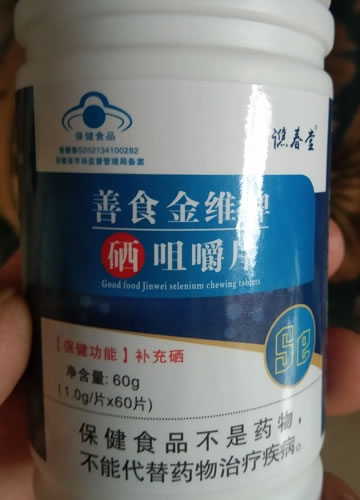 保健食品
食健备G202134100282
安徽省市场监督管理局备案
谯春堂®
善食金维牌
硒咀嚼片
Good food Jinwei selenium chewing tablets
Se
【保健功能】补充硒
净含量: 60g
(1.0g/片x60片)
保健食品不是药物,
不能代替药物治疗疾病。